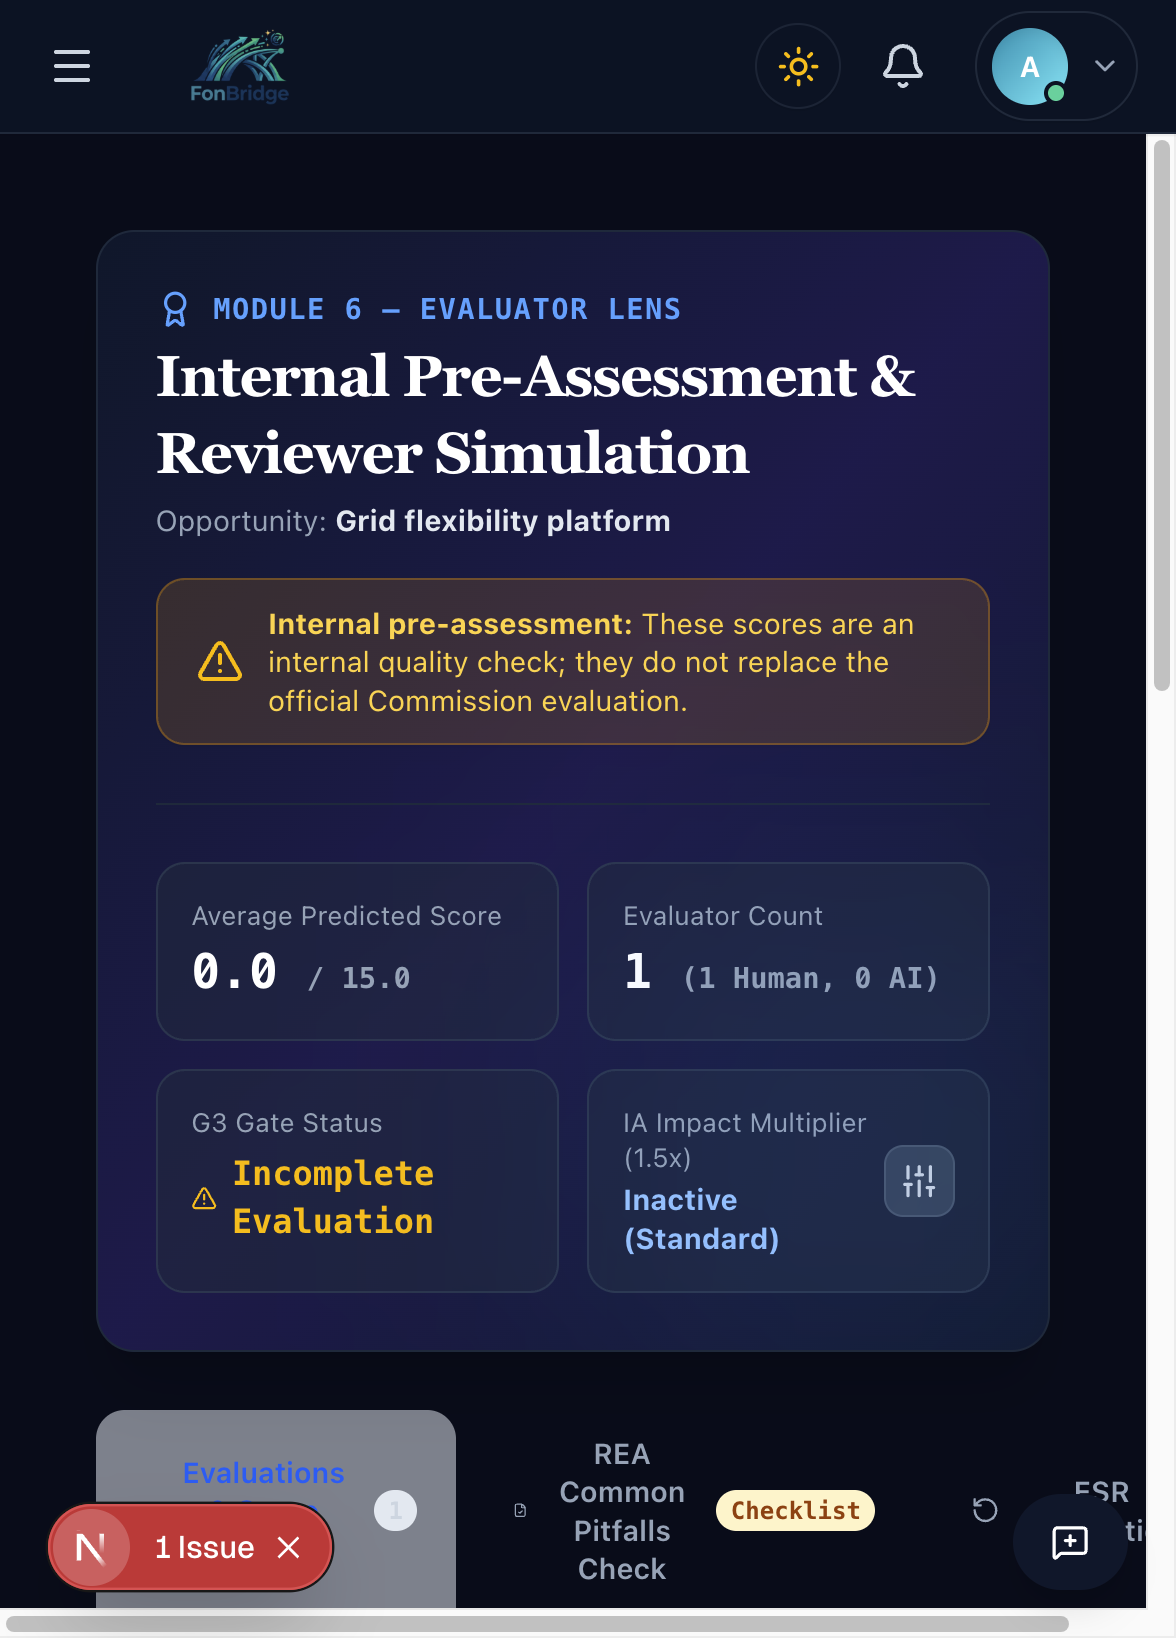 FonBridge
A
MODULE 6 — EVALUATOR LENS
Internal Pre-Assessment &
Reviewer Simulation
Opportunity: Grid flexibility platform
Internal pre-assessment: These scores are an
internal quality check; they do not replace the
official Commission evaluation.
Average Predicted Score
0.0 / 15.0
Evaluator Count
1 (1 Human, 0 AI)
G3 Gate Status
Incomplete
Evaluation
IA Impact Multiplier
(1.5x)
Inactive
(Standard)
Evaluations
1
REA
Common
Pitfalls
Check
Checklist
ESR
N 1 Issue